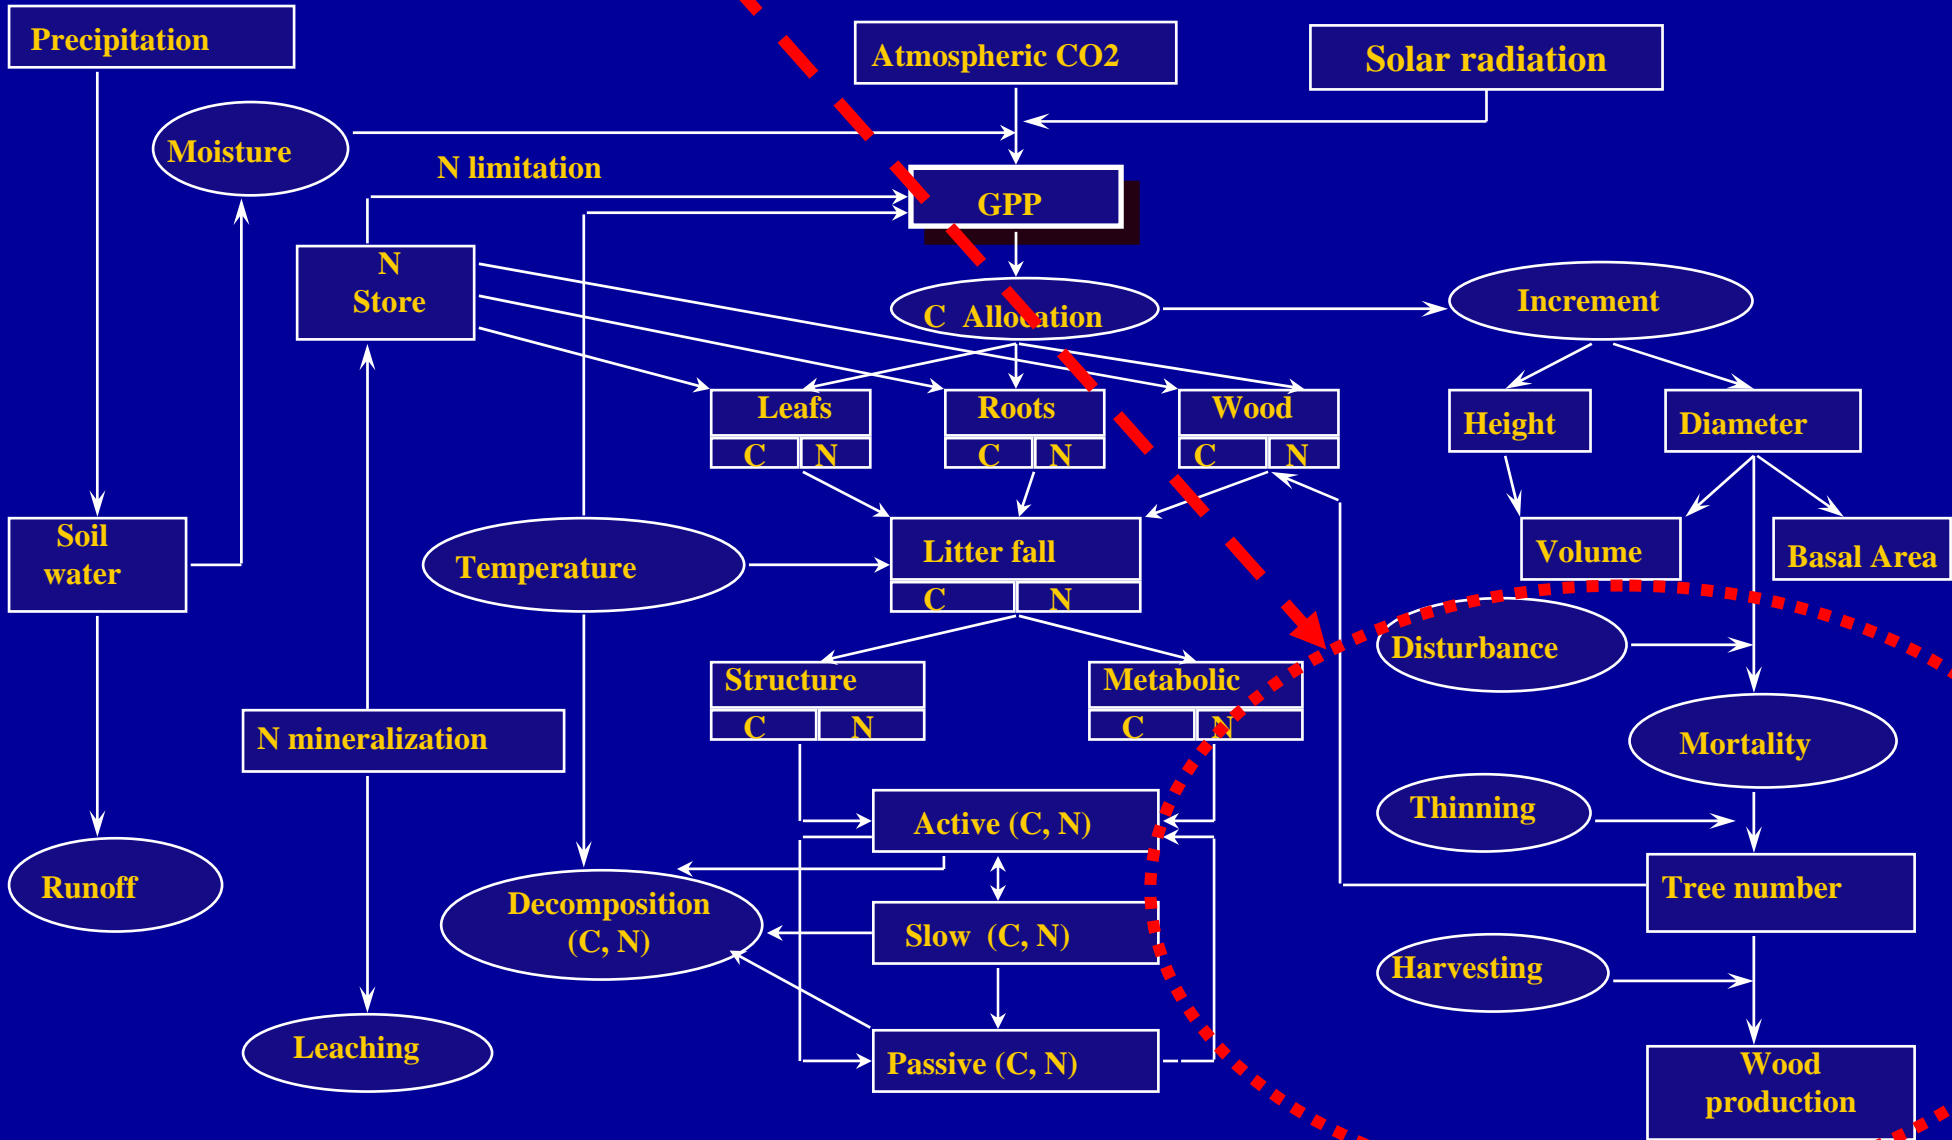 Precipitation
Atmospheric CO2
Solar radiation
Moisture
N limitation
GPP
N
Store
C Allocation
Increment
Leafs
C N
Roots
C N
Wood
C N
Height
Diameter
Soil
water
Temperature
Litter fall
C N
Volume
Basal Area
Disturbance
Structure
C N
Metabolic
C N
N mineralization
Mortality
Thinning
Active (C, N)
Runoff
Decomposition
(C, N)
Slow (C, N)
Tree number
Harvesting
Leaching
Passive (C, N)
Wood
production